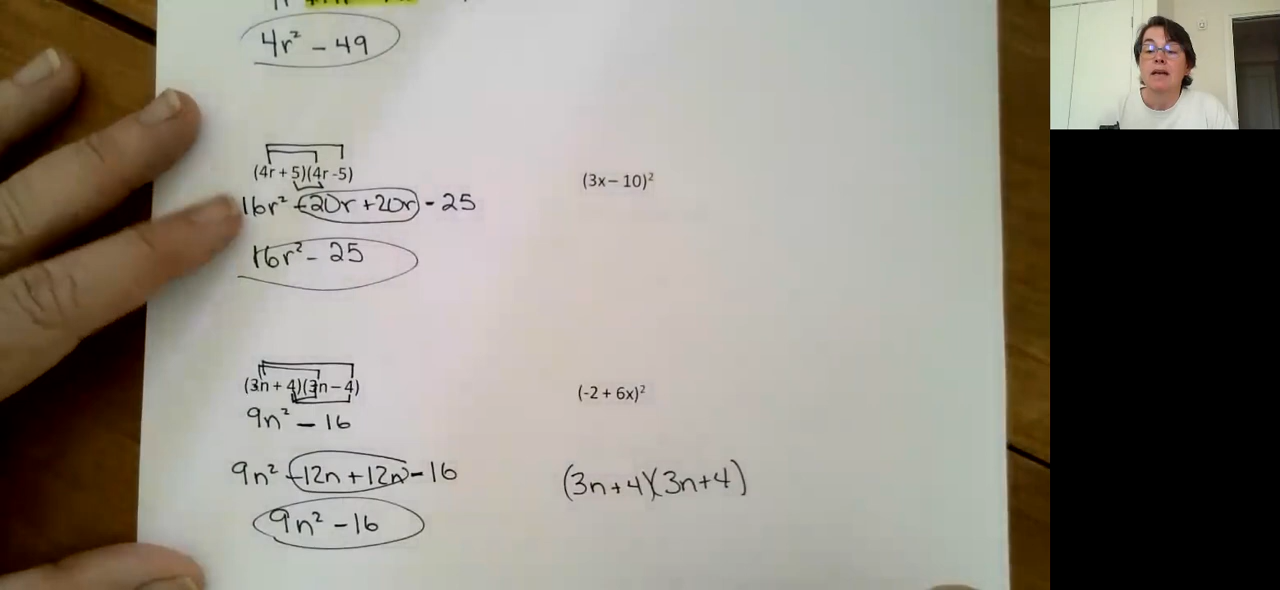 4r² - 49
(4r + 5)(4r -5)
16r² -20r +20r - 25
16r² - 25
(3n + 4)(3n – 4)
9n² - 16
9n² -12n +12n -16
9n² -16
(3x – 10)²
(-2 + 6x)²
(3n+4)(3n+4)